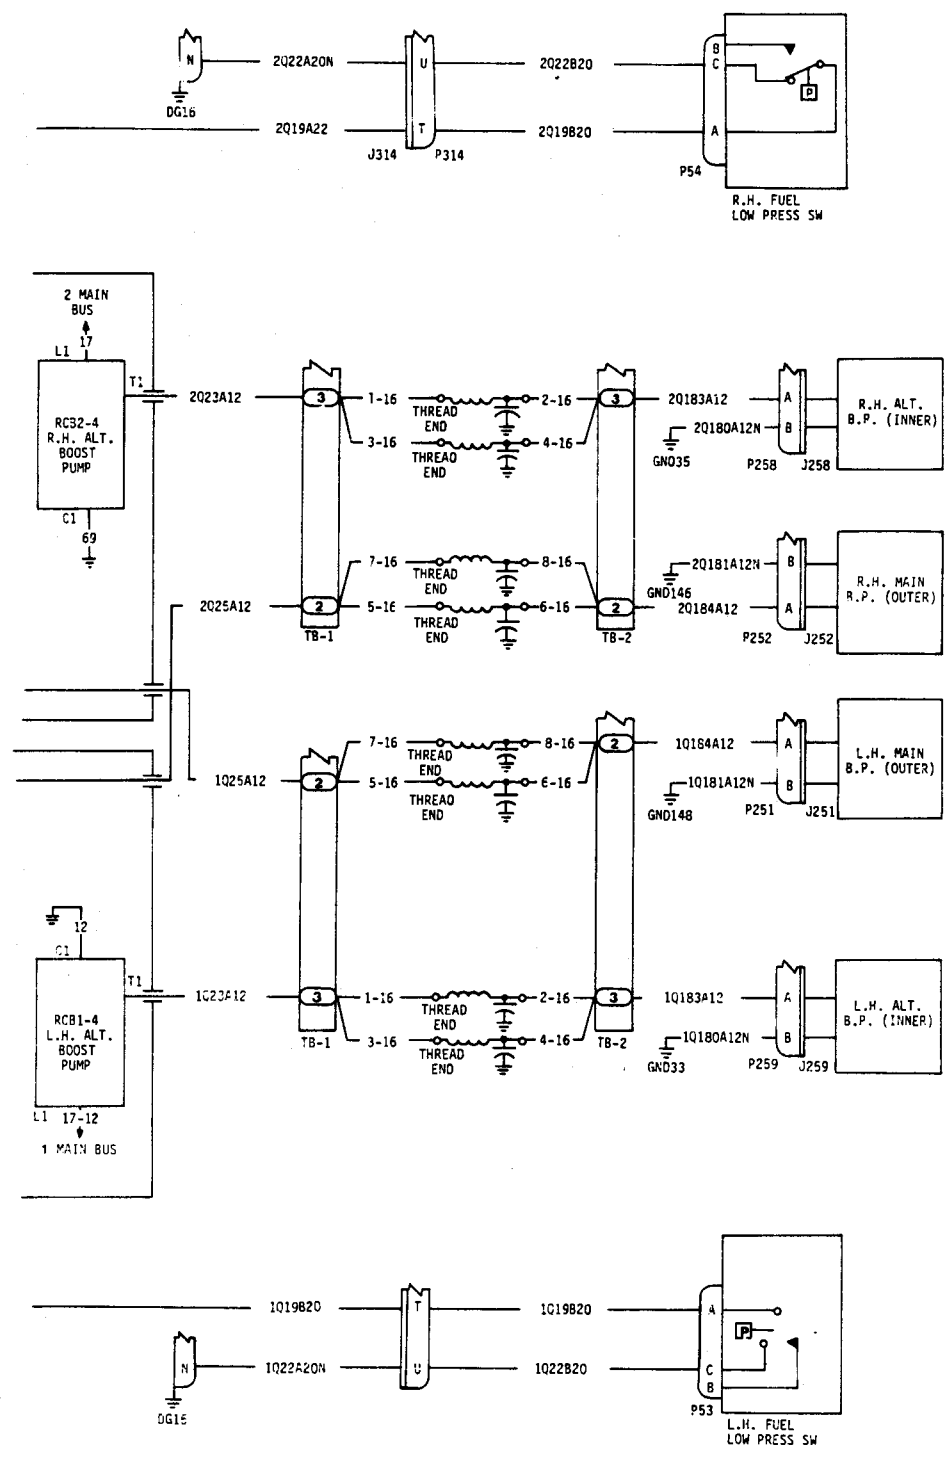 N
2Q22A20N
U
2Q22B20
B
C
P
DG16
2Q19A22
T
2Q19B20
A
J314
P314
P54
R.H. FUEL
LOW PRESS SW
2 MAIN
BUS
17
L1
T1
RCB2-4
R.H. ALT.
BOOST
PUMP
C1
69
2Q23A12
3
1-16
THREAD
END
2-16
3
2Q183A12
A
R.H. ALT.
B.P. (INNER)
3-16
THREAD
END
4-16
2Q180A12N
B
GND35
P258
J258
7-16
THREAD
END
8-16
2Q181A12N
B
GND146
R.H. MAIN
B.P. (OUTER)
2Q25A12
2
5-16
THREAD
END
6-16
2
2Q184A12
A
TB-1
TB-2
P252
J252
7-16
THREAD
END
8-16
2
1Q184A12
A
L.H. MAIN
B.P. (OUTER)
1Q25A12
2
5-16
THREAD
END
6-16
1Q181A12N
B
GND148
P251
J251
12
C1
T1
RCB1-4
L.H. ALT.
BOOST
PUMP
L1
17-12
1 MAIN BUS
1Q23A12
3
1-16
THREAD
END
2-16
3
1Q183A12
A
L.H. ALT.
B.P. (INNER)
TB-1
3-16
THREAD
END
4-16
TB-2
1Q180A12N
B
GND33
P259
J259
1Q19B20
T
1Q19B20
A
P
N
1Q22A20N
U
1Q22B20
C
B
DG15
P53
L.H. FUEL
LOW PRESS SW